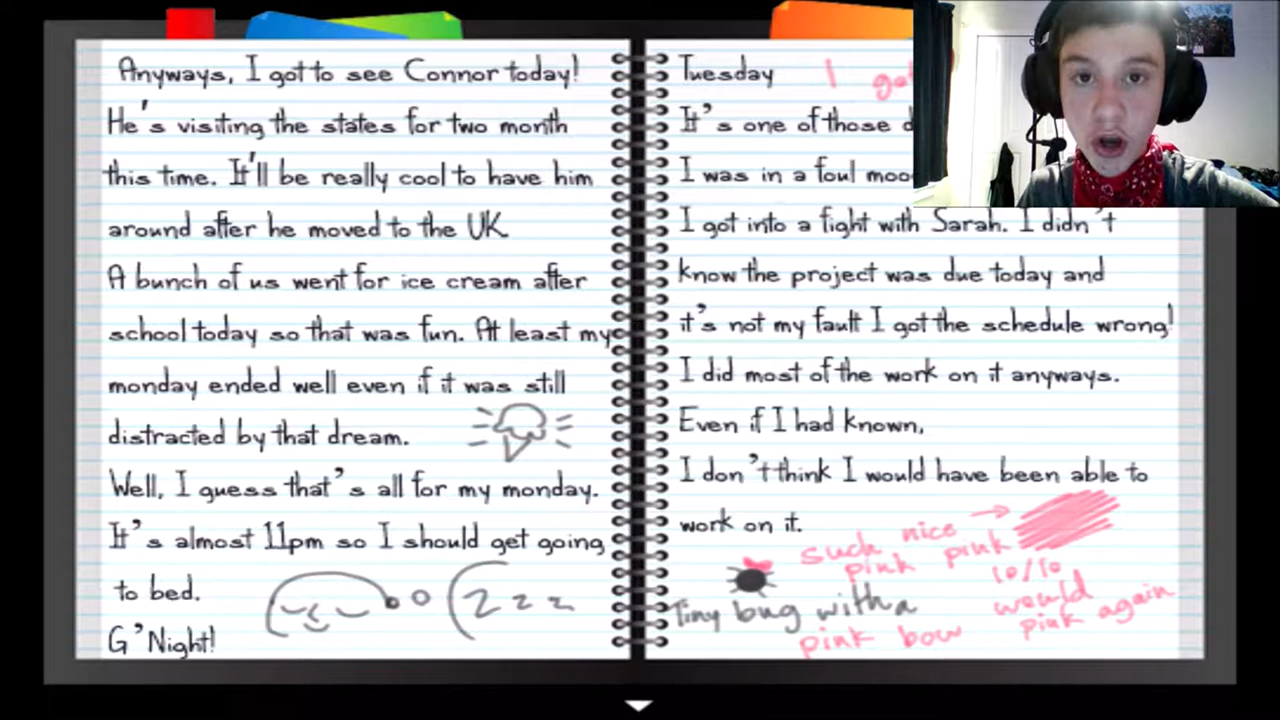 Anyways, I got to see Connor today!
He's visiting the states for two month
this time. It'll be really cool to have him
around after he moved to the UK
A bunch of us went for ice cream after
school today so that was fun. At least my
monday ended well even if it was still
distracted by that dream.
Well, I guess that's all for my monday.
It's almost 11pm so I should get going
to bed.
G'Night!
Z z z
Tuesday
I
It's one of those
I was in a foul
I got into a fight with Sarah. I didn't
know the project was due today and
it's not my fault I got the schedule wrong!
I did most of the work on it anyways.
Even if I had known,
I don't think I would have been able to
work on it.
such nice →
pink pink
10/10
would
pink again
Tiny bug with a
pink bow